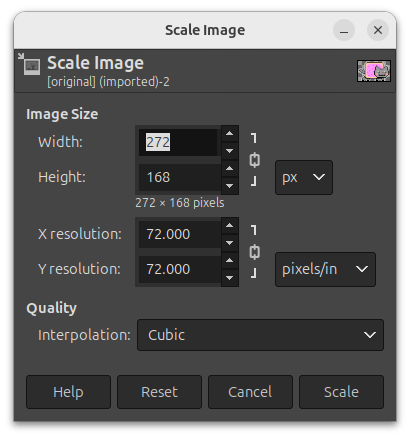 Scale Image
Scale Image
[original] (imported)-2
Image Size
Width: 272
Height: 168 px
272 × 168 pixels
X resolution: 72.000
Y resolution: 72.000 pixels/in
Quality
Interpolation: Cubic
Help Reset Cancel Scale